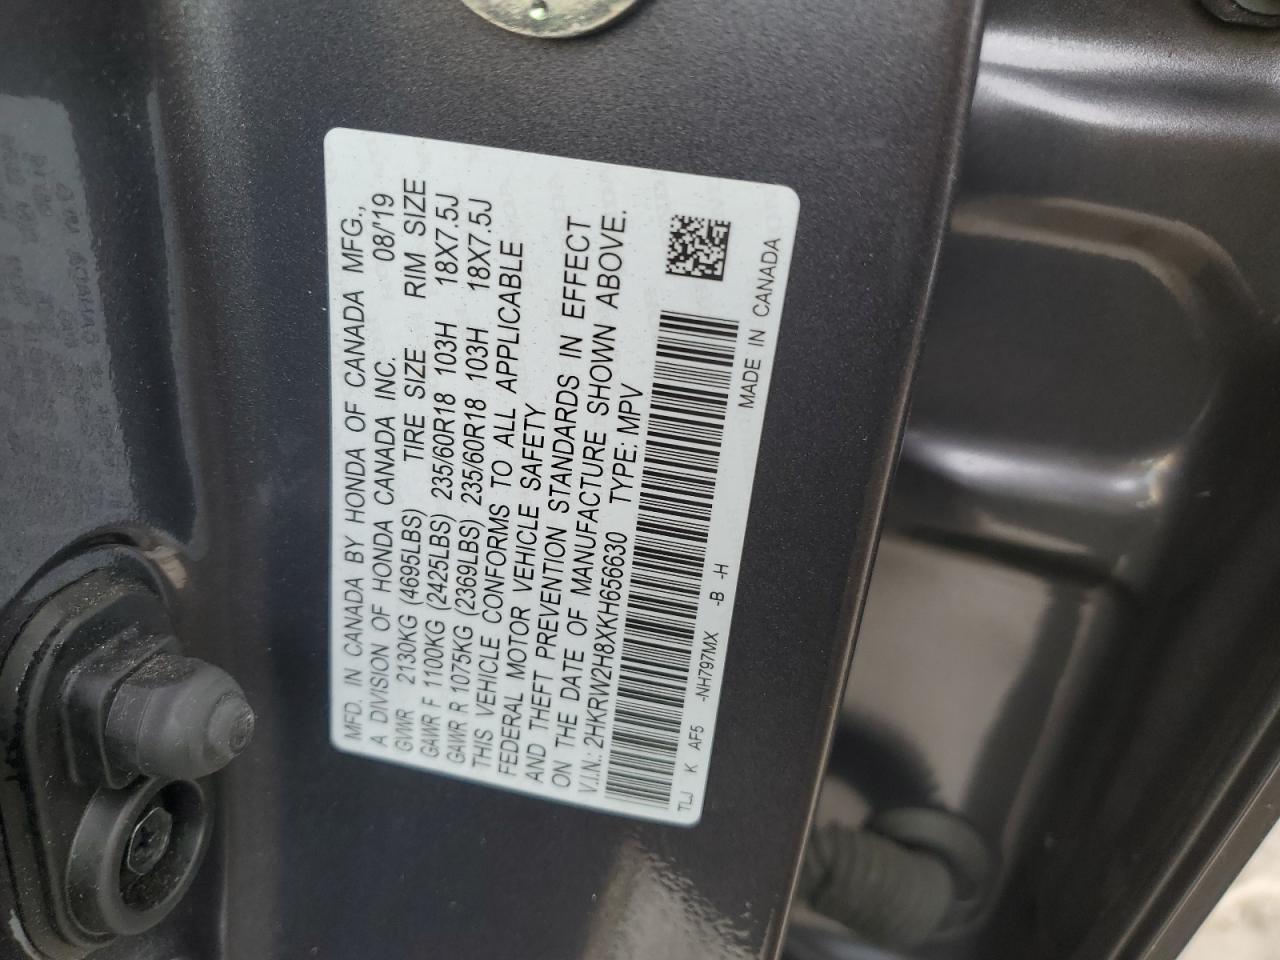 MFD. IN CANADA BY HONDA OF CANADA MFG.,
A DIVISION OF HONDA CANADA INC. 08/19
GVWR 2130KG (4695LBS) TIRE SIZE RIM SIZE
GAWR F 1100KG (2425LBS) 235/60R18 103H 18X7.5J
GAWR R 1075KG (2369LBS) 235/60R18 103H 18X7.5J
THIS VEHICLE CONFORMS TO ALL APPLICABLE
FEDERAL MOTOR VEHICLE SAFETY
AND THEFT PREVENTION STANDARDS IN EFFECT
ON THE DATE OF MANUFACTURE SHOWN ABOVE.
V.I.N.: 2HKRW2H8XKH656630 TYPE: MPV
TLJ K AF5 -NH797MX -B -H MADE IN CANADA